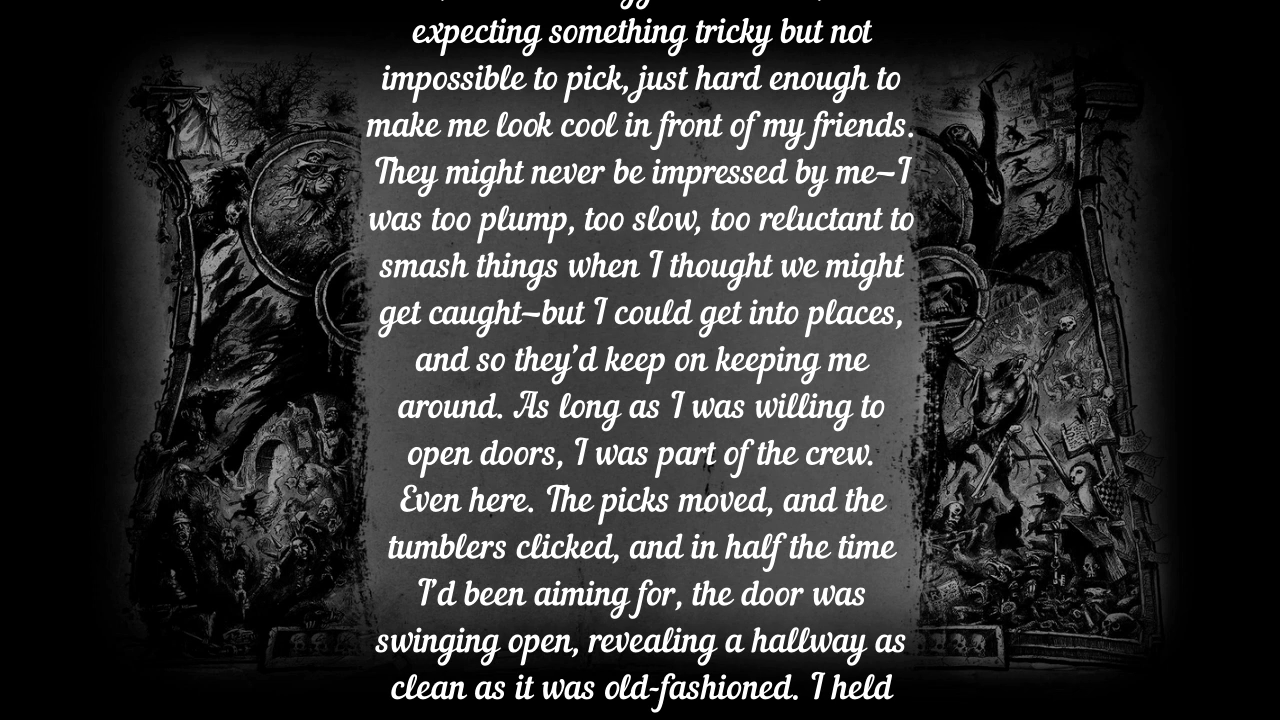 expecting something tricky but not
impossible to pick, just hard enough to
make me look cool in front of my friends.
They might never be impressed by me—I
was too plump, too slow, too reluctant to
smash things when I thought we might
get caught—but I could get into places,
and so they'd keep on keeping me
around. As long as I was willing to
open doors, I was part of the crew.
Even here. The picks moved, and the
tumblers clicked, and in half the time
I'd been aiming for, the door was
swinging open, revealing a hallway as
clean as it was old-fashioned. I held